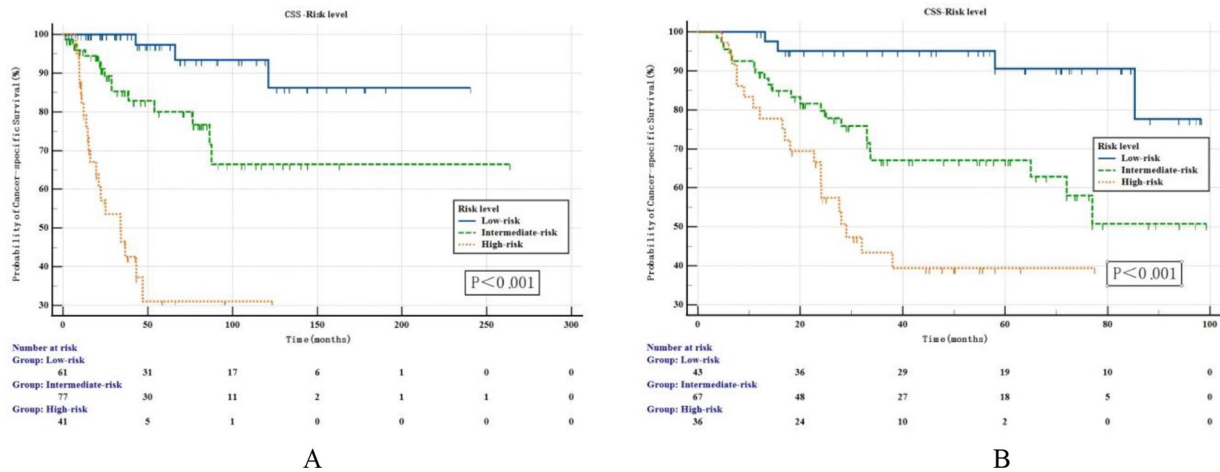 CSS-Risk level
Probability of Cancer-specific Survival(%)
100
90
80
70
60
50
40
30
0
50
100
150
200
250
300
Time(months)
Risk level
Low-risk
Intermediate-risk
High-risk
P<0.001
Number at risk
Group: Low-risk
61 31 17 6 1 0 0
Group: Intermediate-risk
77 30 11 2 1 1 0
Group: High-risk
41 5 1 0 0 0 0
A
CSS-Risk level
Probability of Cancer-specific Survival(%)
100
90
80
70
60
50
40
30
0
20
40
60
80
100
Time(months)
Risk level
Low-risk
Intermediate-risk
High-risk
P<0.001
Number at risk
Group: Low-risk
43 36 29 19 10 0
Group: Intermediate-risk
67 48 27 18 5 0
Group: High-risk
36 24 10 2 0 0
B